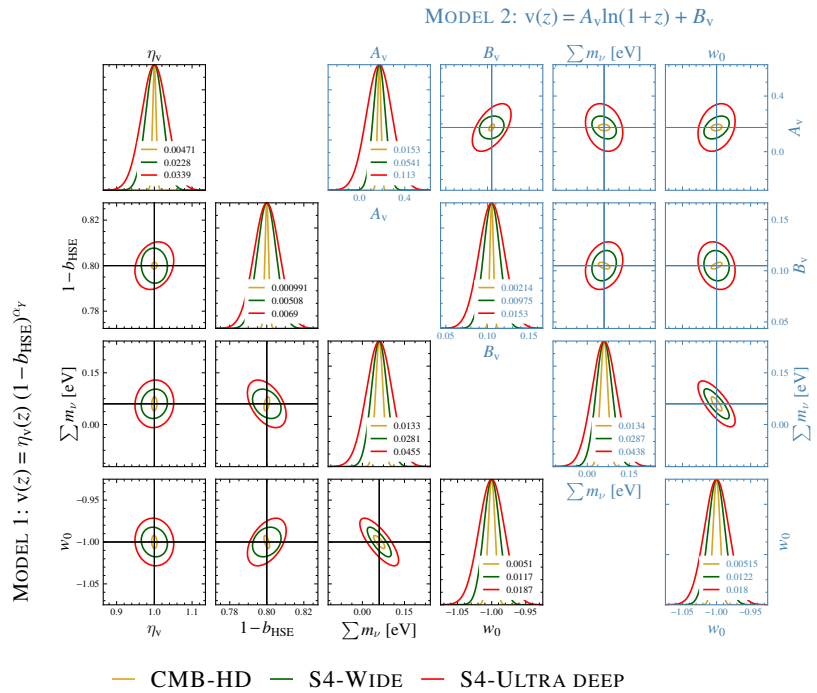 MODEL 2: v(z) = A_v ln(1+z) + B_v
η_v A_v B_v ∑ m_ν [eV] w_0
0.00471
0.0228
0.0339
0.0153
0.0541
0.113
0.4
0.0
A_v
0.0 0.4
A_v
0.82
0.80
0.78
1−b_HSE
0.000991
0.00508
0.0069
0.00214
0.00975
0.0153
0.15
0.10
0.05
B_v
0.05 0.10 0.15
B_v
0.15
0.00
∑ m_ν [eV]
0.0133
0.0281
0.0455
0.0134
0.0287
0.0438
0.15
0.00
∑ m_ν [eV]
0.00 0.15
∑ m_ν [eV]
−0.95
−1.00
−1.05
w_0
0.0051
0.0117
0.0187
0.00515
0.0122
0.018
w_0
0.9 1.0 1.1 0.78 0.80 0.82 0.00 0.15 −1.05 −1.00 −0.95 −1.05 −1.00 −0.95
η_v 1−b_HSE ∑ m_ν [eV] w_0 w_0
MODEL 1: v(z) = η_v(z) (1−b_HSE)^α_Y
CMB-HD S4-WIDE S4-ULTRA DEEP